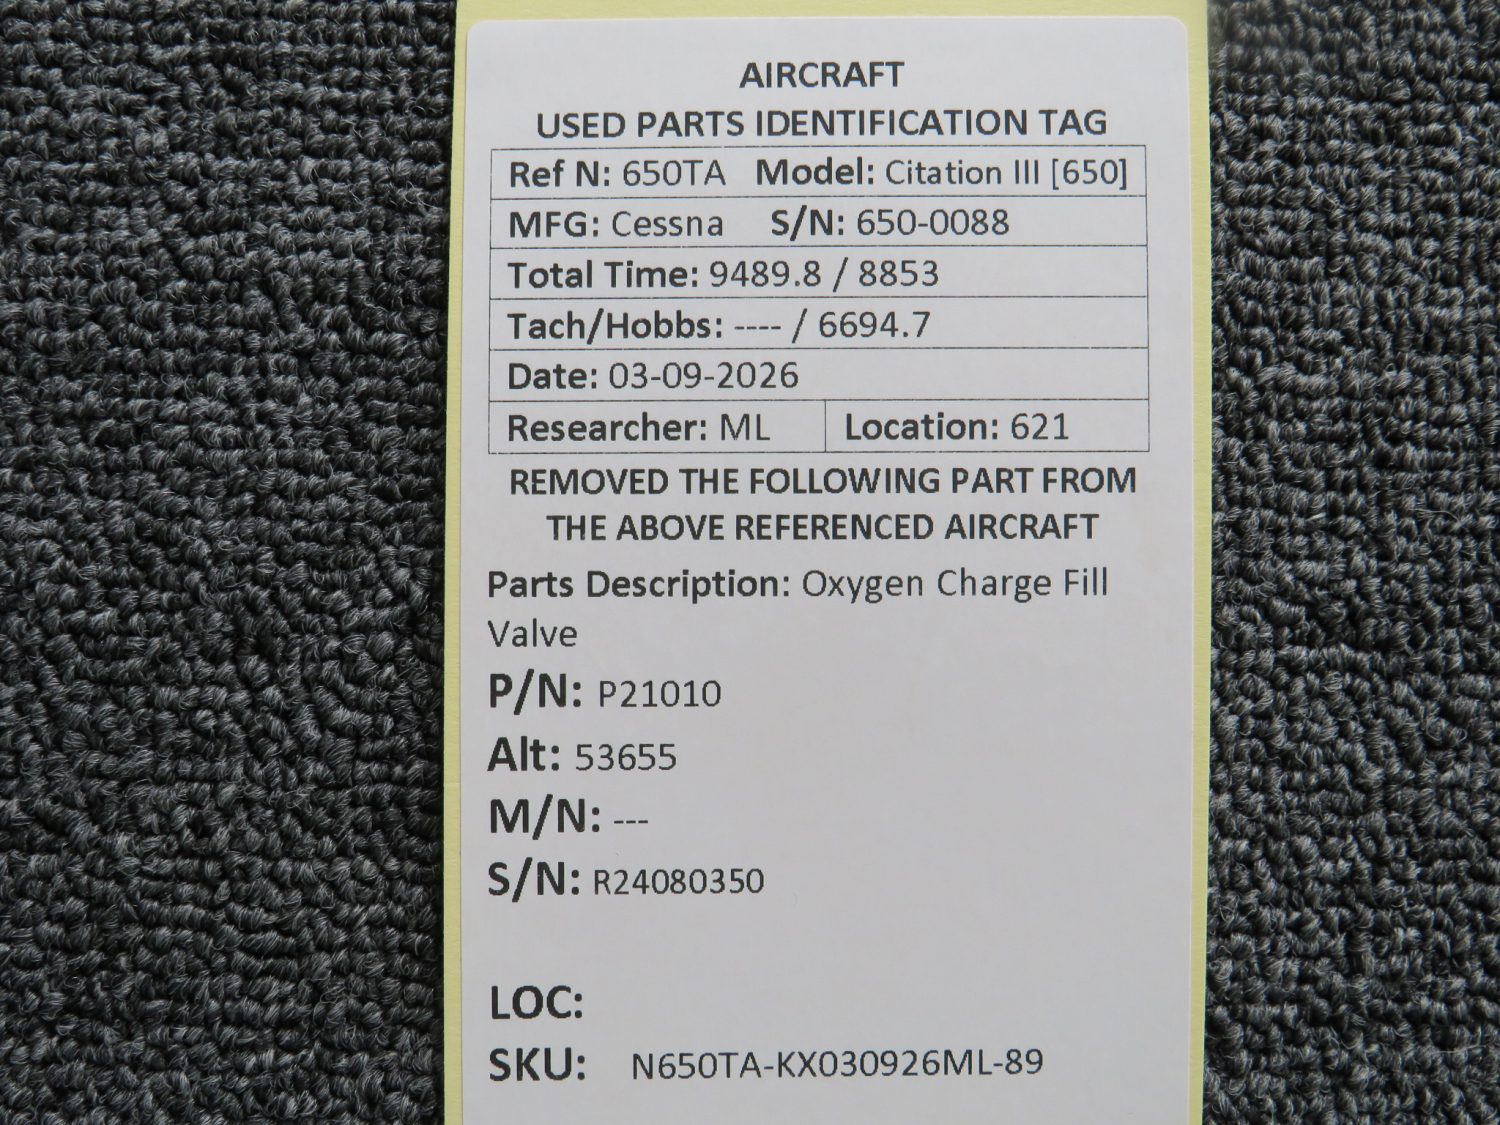 AIRCRAFT
USED PARTS IDENTIFICATION TAG
Ref N: 650TA Model: Citation III [650]
MFG: Cessna S/N: 650-0088
Total Time: 9489.8 / 8853
Tach/Hobbs: ---- / 6694.7
Date: 03-09-2026
Researcher: ML Location: 621
REMOVED THE FOLLOWING PART FROM
THE ABOVE REFERENCED AIRCRAFT
Parts Description: Oxygen Charge Fill
Valve
P/N: P21010
Alt: 53655
M/N: ---
S/N: R24080350
LOC:
SKU: N650TA-KX030926ML-89